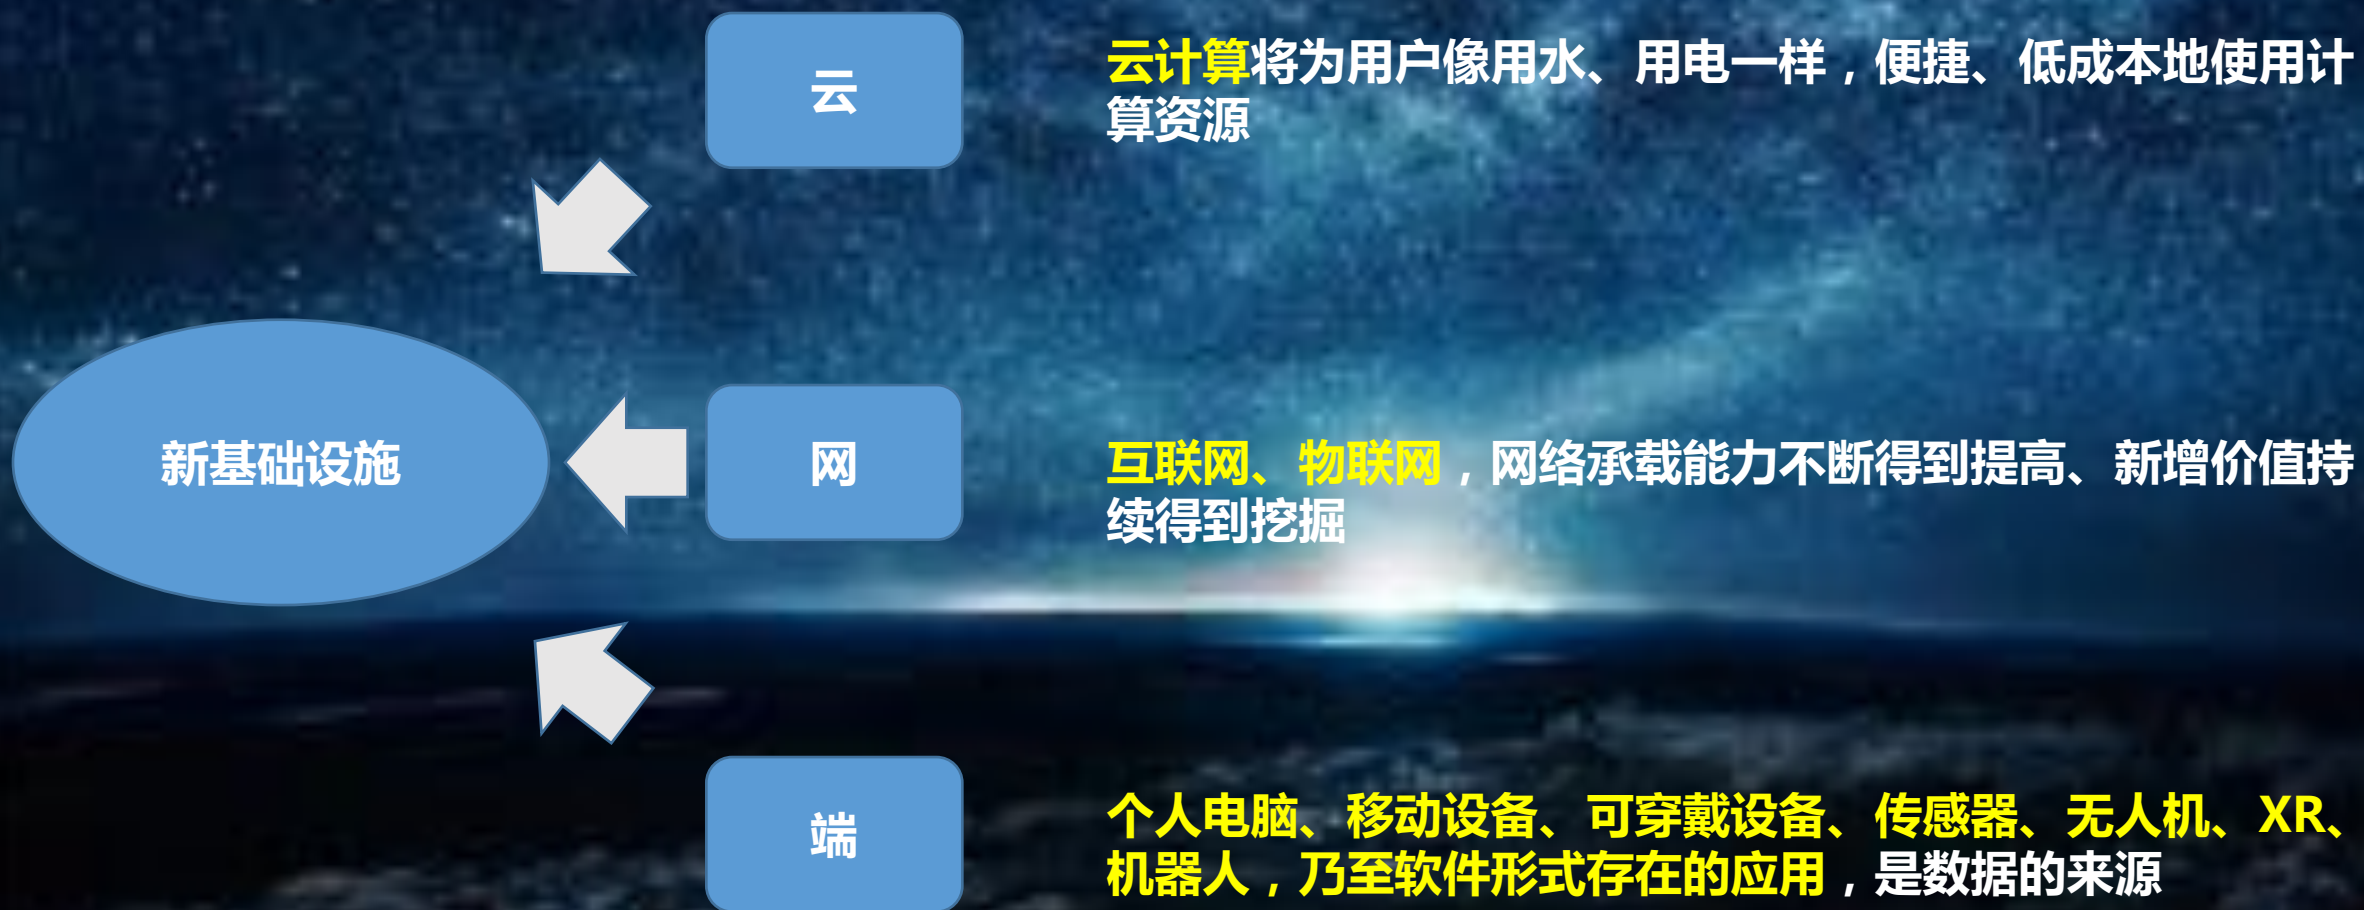 云
云计算将为用户像用水、用电一样，便捷、低成本地使用计
算资源
新基础设施
网
互联网、物联网，网络承载能力不断得到提高、新增价值持
续得到挖掘
端
个人电脑、移动设备、可穿戴设备、传感器、无人机、XR、
机器人，乃至软件形式存在的应用，是数据的来源